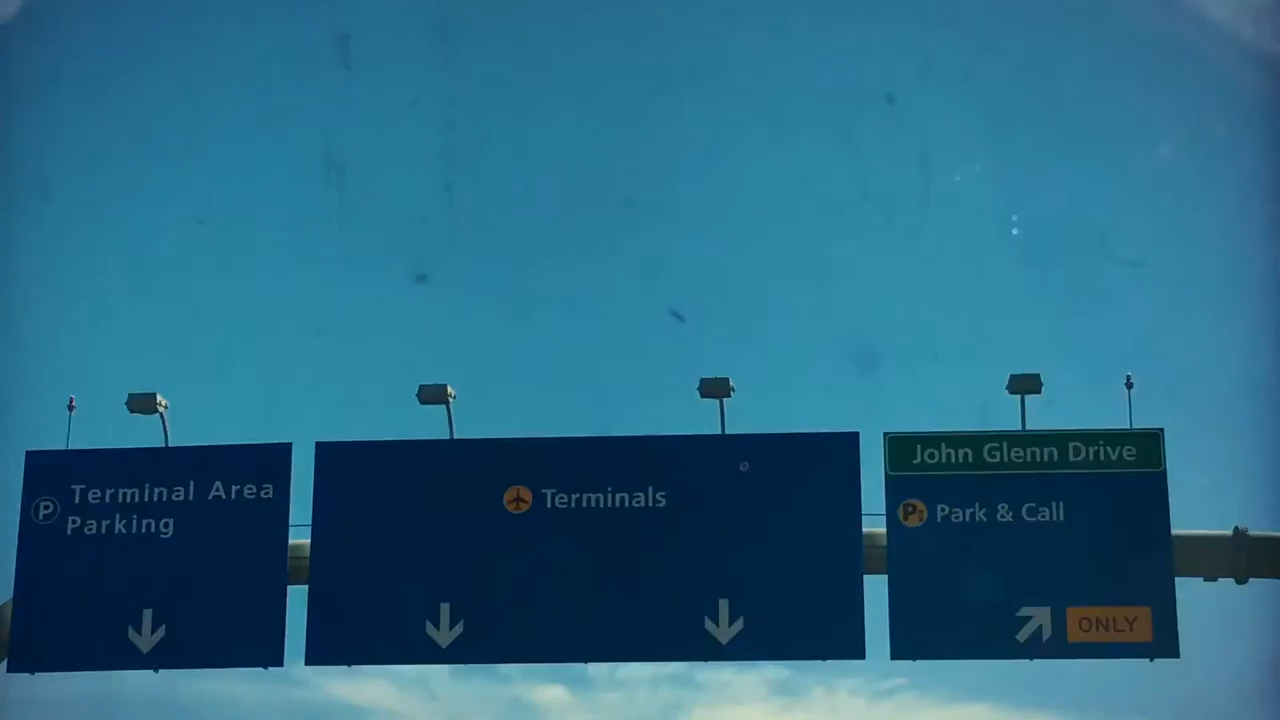 P Terminal Area
Parking
Terminals
John Glenn Drive
P Park & Call
ONLY